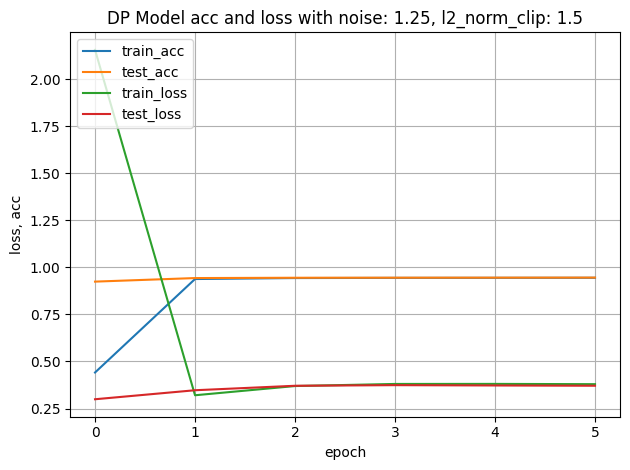 DP Model acc and loss with noise: 1.25, l2_norm_clip: 1.5
train_acc
test_acc
train_loss
test_loss
2.00
1.75
1.50
1.25
1.00
0.75
0.50
0.25
loss, acc
0 1 2 3 4 5
epoch